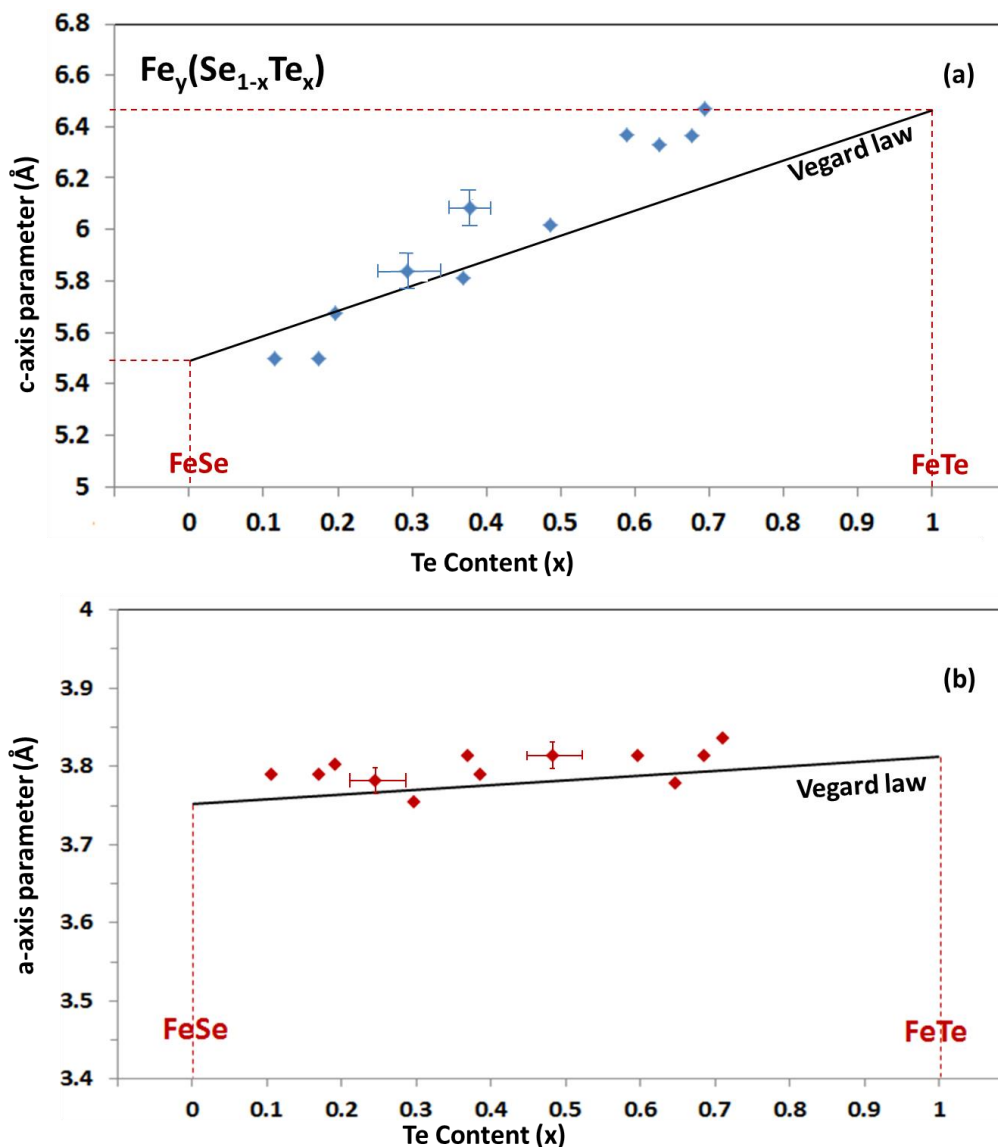 6.8
Fe_y(Se_{1-x}Te_x)
(a)
6.6
6.4
Vegard law
6.2
6
5.8
5.6
5.4
5.2
5
c-axis parameter (Å)
FeSe
FeTe
0 0.1 0.2 0.3 0.4 0.5 0.6 0.7 0.8 0.9 1
Te Content (x)
4
(b)
3.9
3.8
Vegard law
3.7
3.6
3.5
3.4
a-axis parameter (Å)
FeSe
FeTe
0 0.1 0.2 0.3 0.4 0.5 0.6 0.7 0.8 0.9 1
Te Content (x)